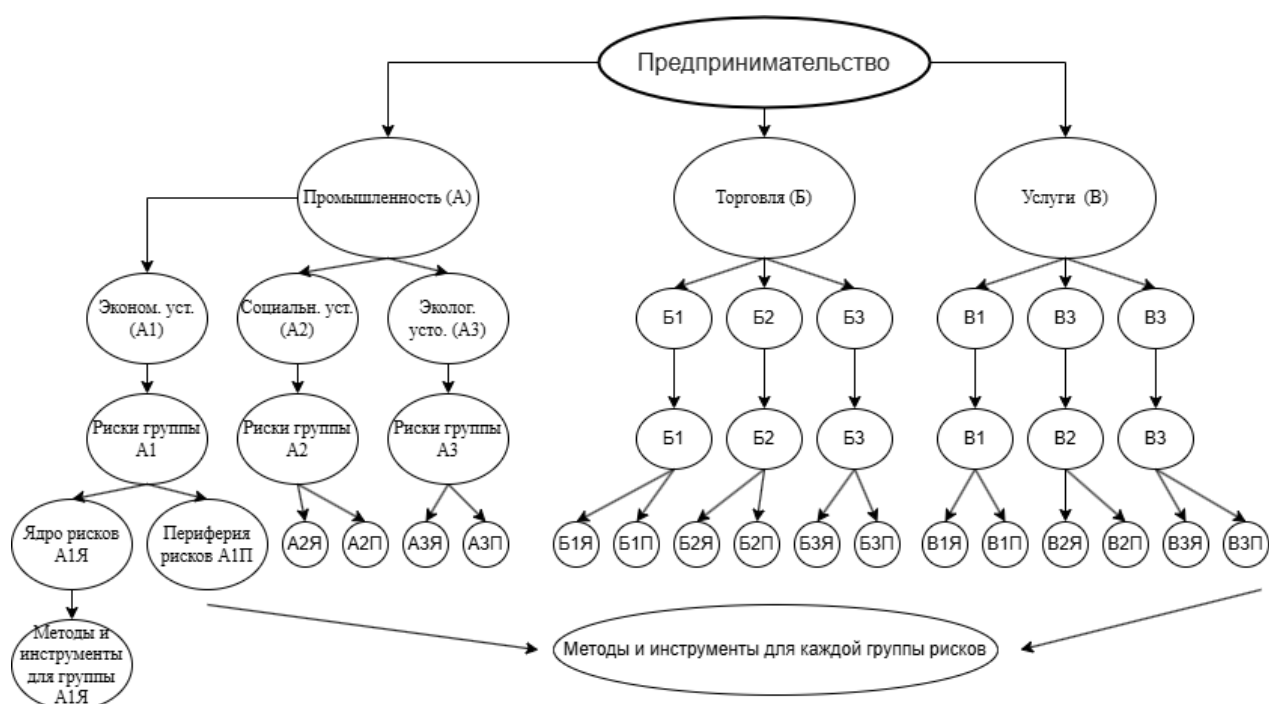 Предпринимательство
Промышленность (А)
Торговля (Б)
Услуги (В)
Эконом. уст.
(А1)
Социальн. уст.
(А2)
Эколог.
усто. (А3)
Б1
Б2
Б3
В1
В3
В3
Риски группы
А1
Риски группы
А2
Риски группы
А3
Б1
Б2
Б3
В1
В2
В3
Ядро рисков
А1Я
Периферия
рисков А1П
А2Я
А2П
А3Я
А3П
Б1Я
Б1П
Б2Я
Б2П
Б3Я
Б3П
В1Я
В1П
В2Я
В2П
В3Я
В3П
Методы и
инструменты
для группы
А1Я
Методы и инструменты для каждой группы рисков